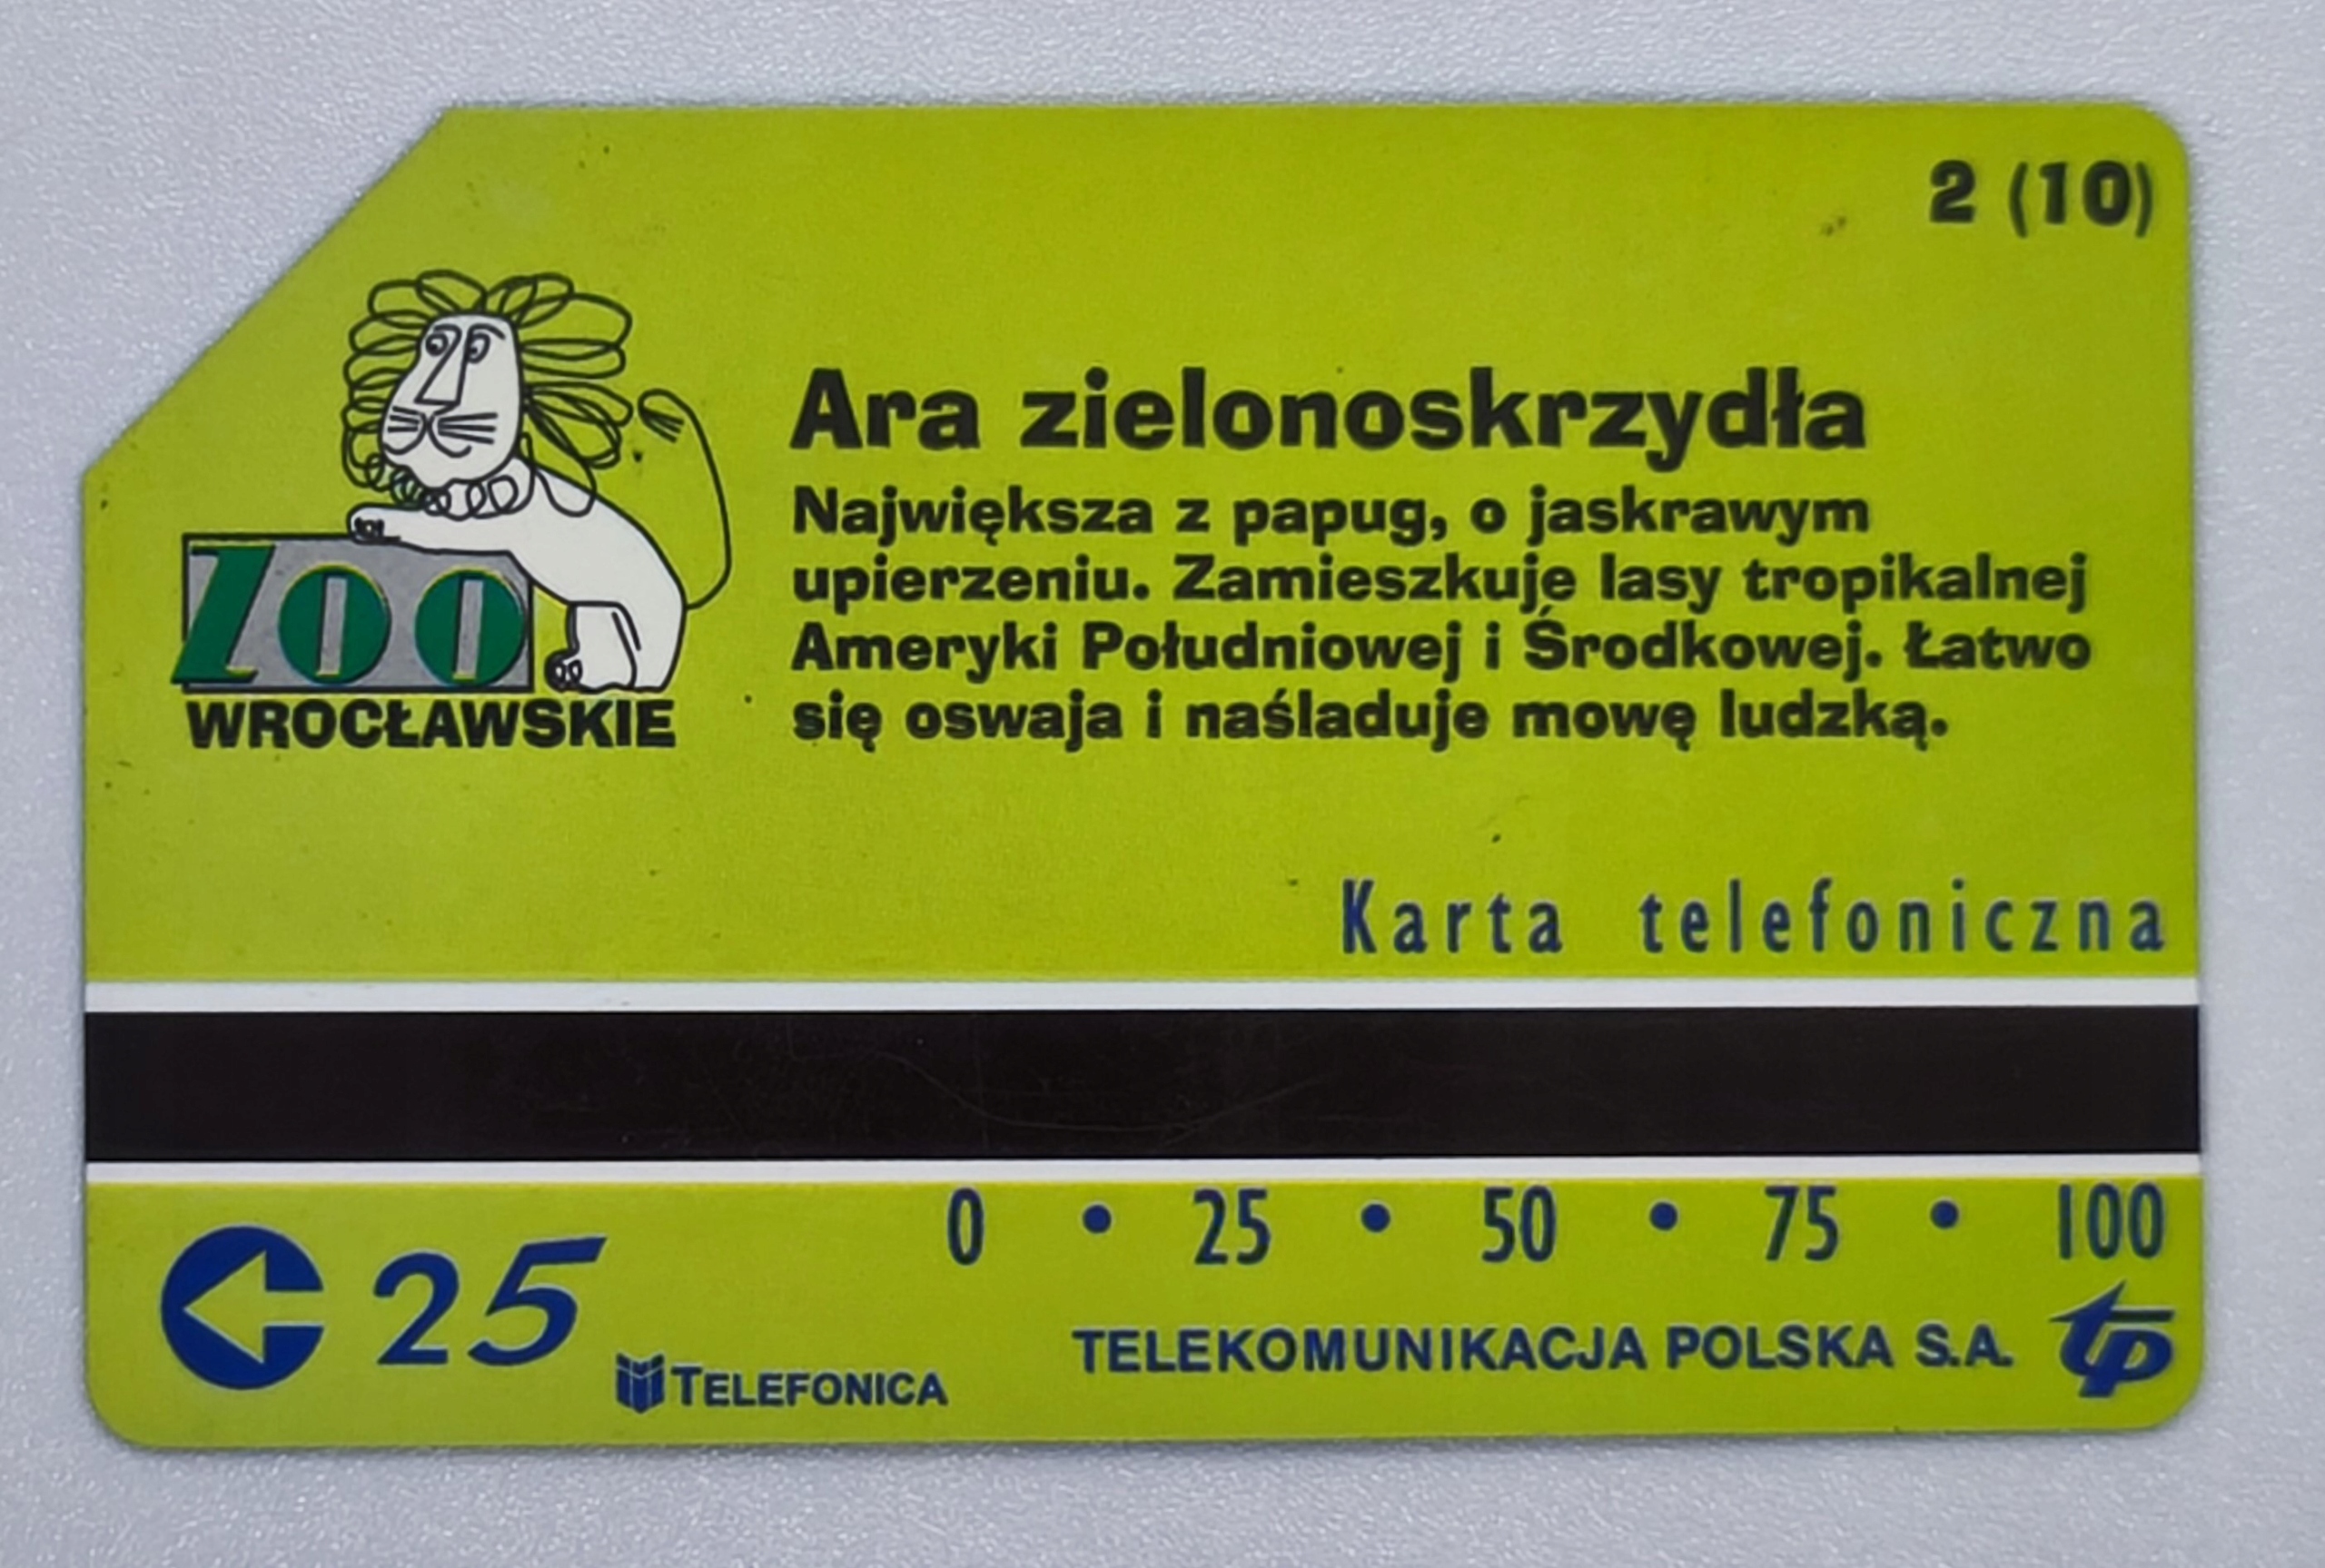 2 (10)
ZOO
WROCŁAWSKIE
Ara zielonoskrzydła
Największa z papug, o jaskrawym
upierzeniu. Zamieszkuje lasy tropikalnej
Ameryki Południowej i Środkowej. Łatwo
się oswaja i naśladuje mowę ludzką.
Karta telefoniczna
0 • 25 • 50 • 75 • 100
25
TELEFONICA
TELEKOMUNIKACJA POLSKA S.A. tp